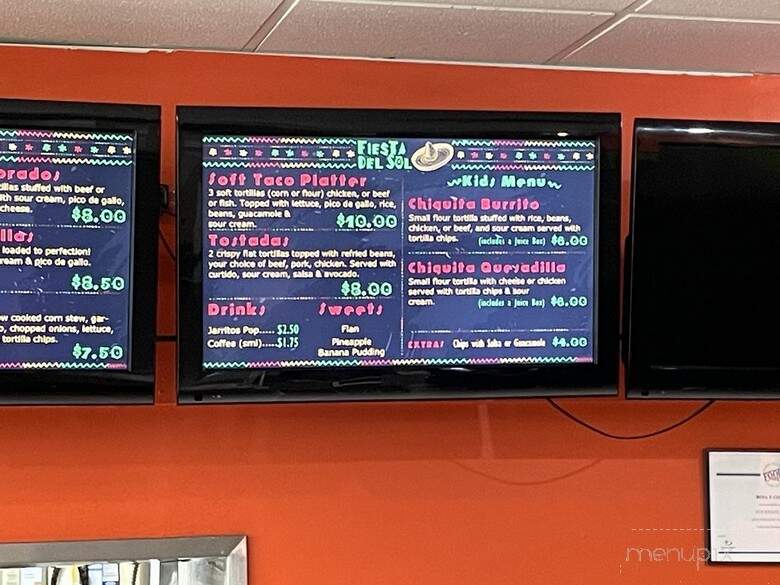 orados
tillas stuffed with beef or
ith sour cream, pico de gallo,
cheese. $8.00
llas
loaded to perfection!
ream & pico de gallo.
$8.50
ow cooked corn stew, gar-
o, chopped onions, lettuce,
tortilla chips.
$7.50
FIESTA
DEL SOL
Soft Taco Platter
3 soft tortillas (corn or flour) chicken, or beef
or fish. Topped with lettuce, pico de gallo, rice,
beans, guacamole &
sour cream. $10.00
Tostadas
2 crispy flat tortillas topped with refried beans,
your choice of beef, pork, chicken. Served with
curtido, sour cream, salsa & avocado.
$8.00
Drinks
Jarritos Pop..... $2.50
Coffee (sml).....$1.75
Sweets
Flan
Pineapple
Banana Pudding
Kids Menu
Chiquita Burrito
Small flour tortilla stuffed with rice, beans,
chicken, or beef, and sour cream served with
tortilla chips. (includes a Juice Box) $6.00
Chiquita Quesadilla
Small flour tortilla with cheese or chicken
served with tortilla chips & sour
cream. (includes a Juice Box) $6.00
EXTRAS Chips with Salsa or Guacamole $4.00
menupix